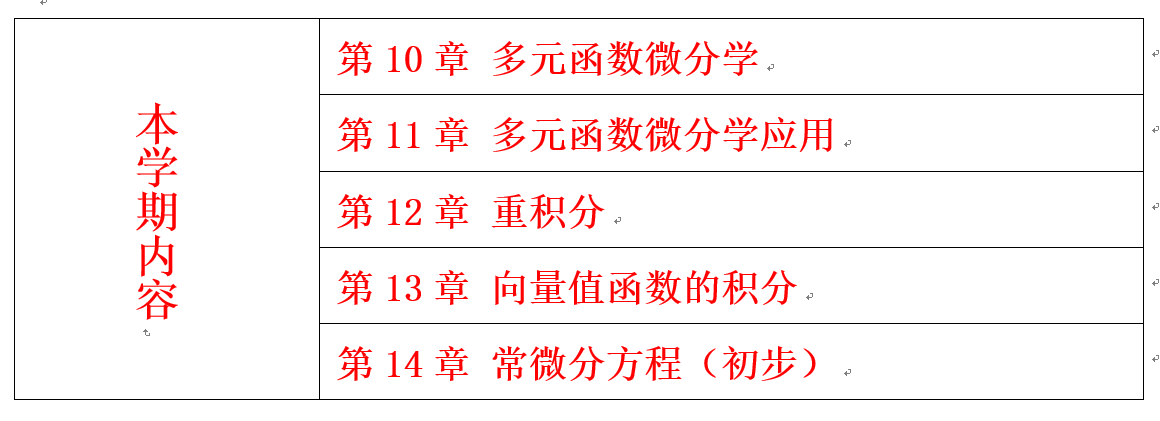 本学期内容
第 10 章 多元函数微分学
第 11 章 多元函数微分学应用
第 12 章 重积分
第 13 章 向量值函数的积分
第 14 章 常微分方程（初步）